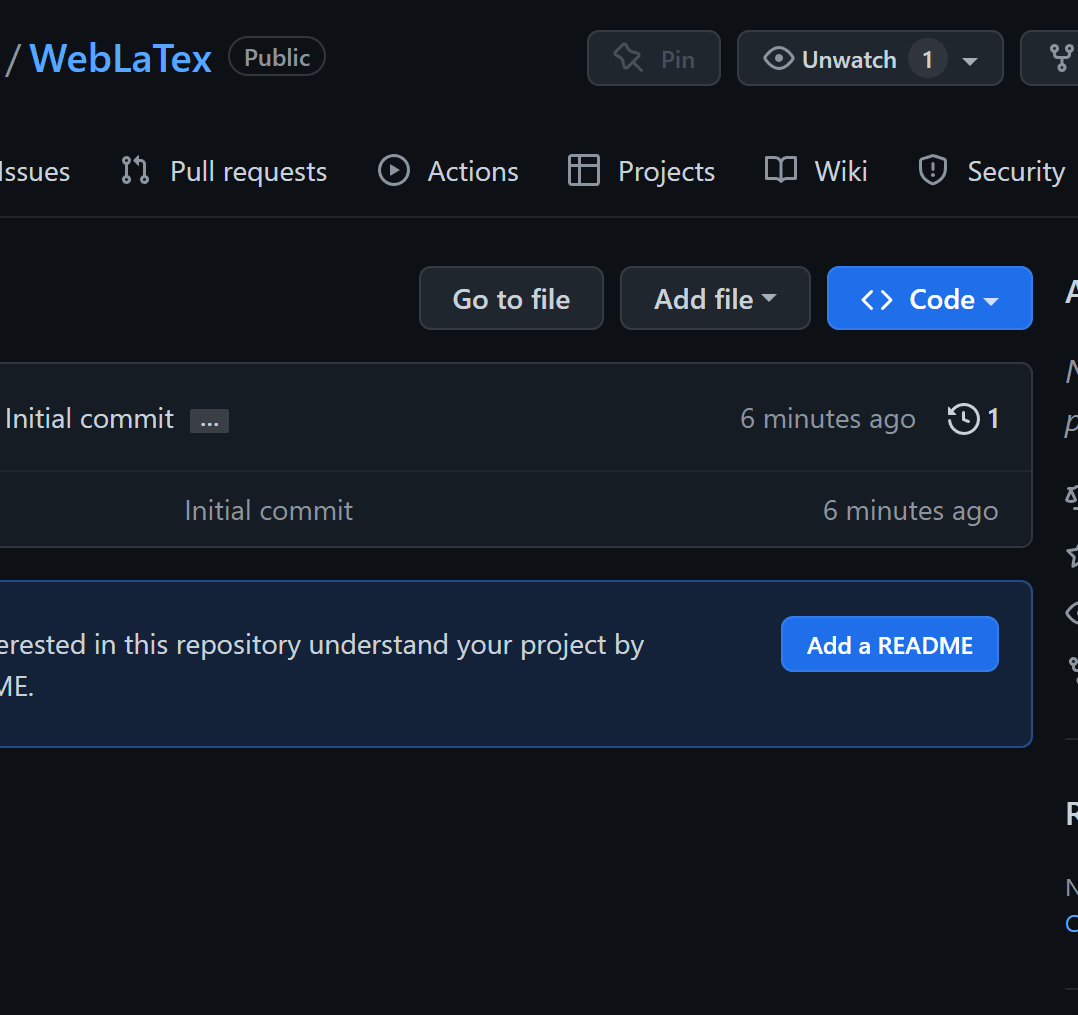 / WebLaTex Public Pin Unwatch 1
Issues Pull requests Actions Projects Wiki Security
Go to file Add file Code
Initial commit ... 6 minutes ago 1
Initial commit 6 minutes ago
erested in this repository understand your project by
ME.
Add a README